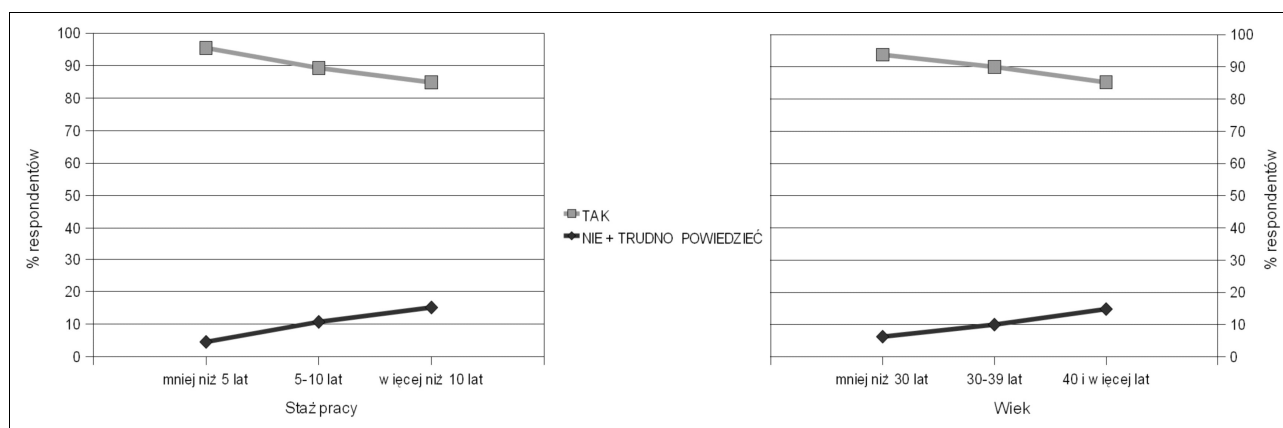 100
90
80
70
60
50
40
30
20
10
0
% respondentów
mniej niż 5 lat
5-10 lat
w ięcej niż 10 lat
Staż pracy
TAK
NIE + TRUDNO POWIEDZIEĆ
100
90
80
70
60
50
40
30
20
10
0
% respondentów
mniej niż 30 lat
30-39 lat
40 i w ięcej lat
Wiek